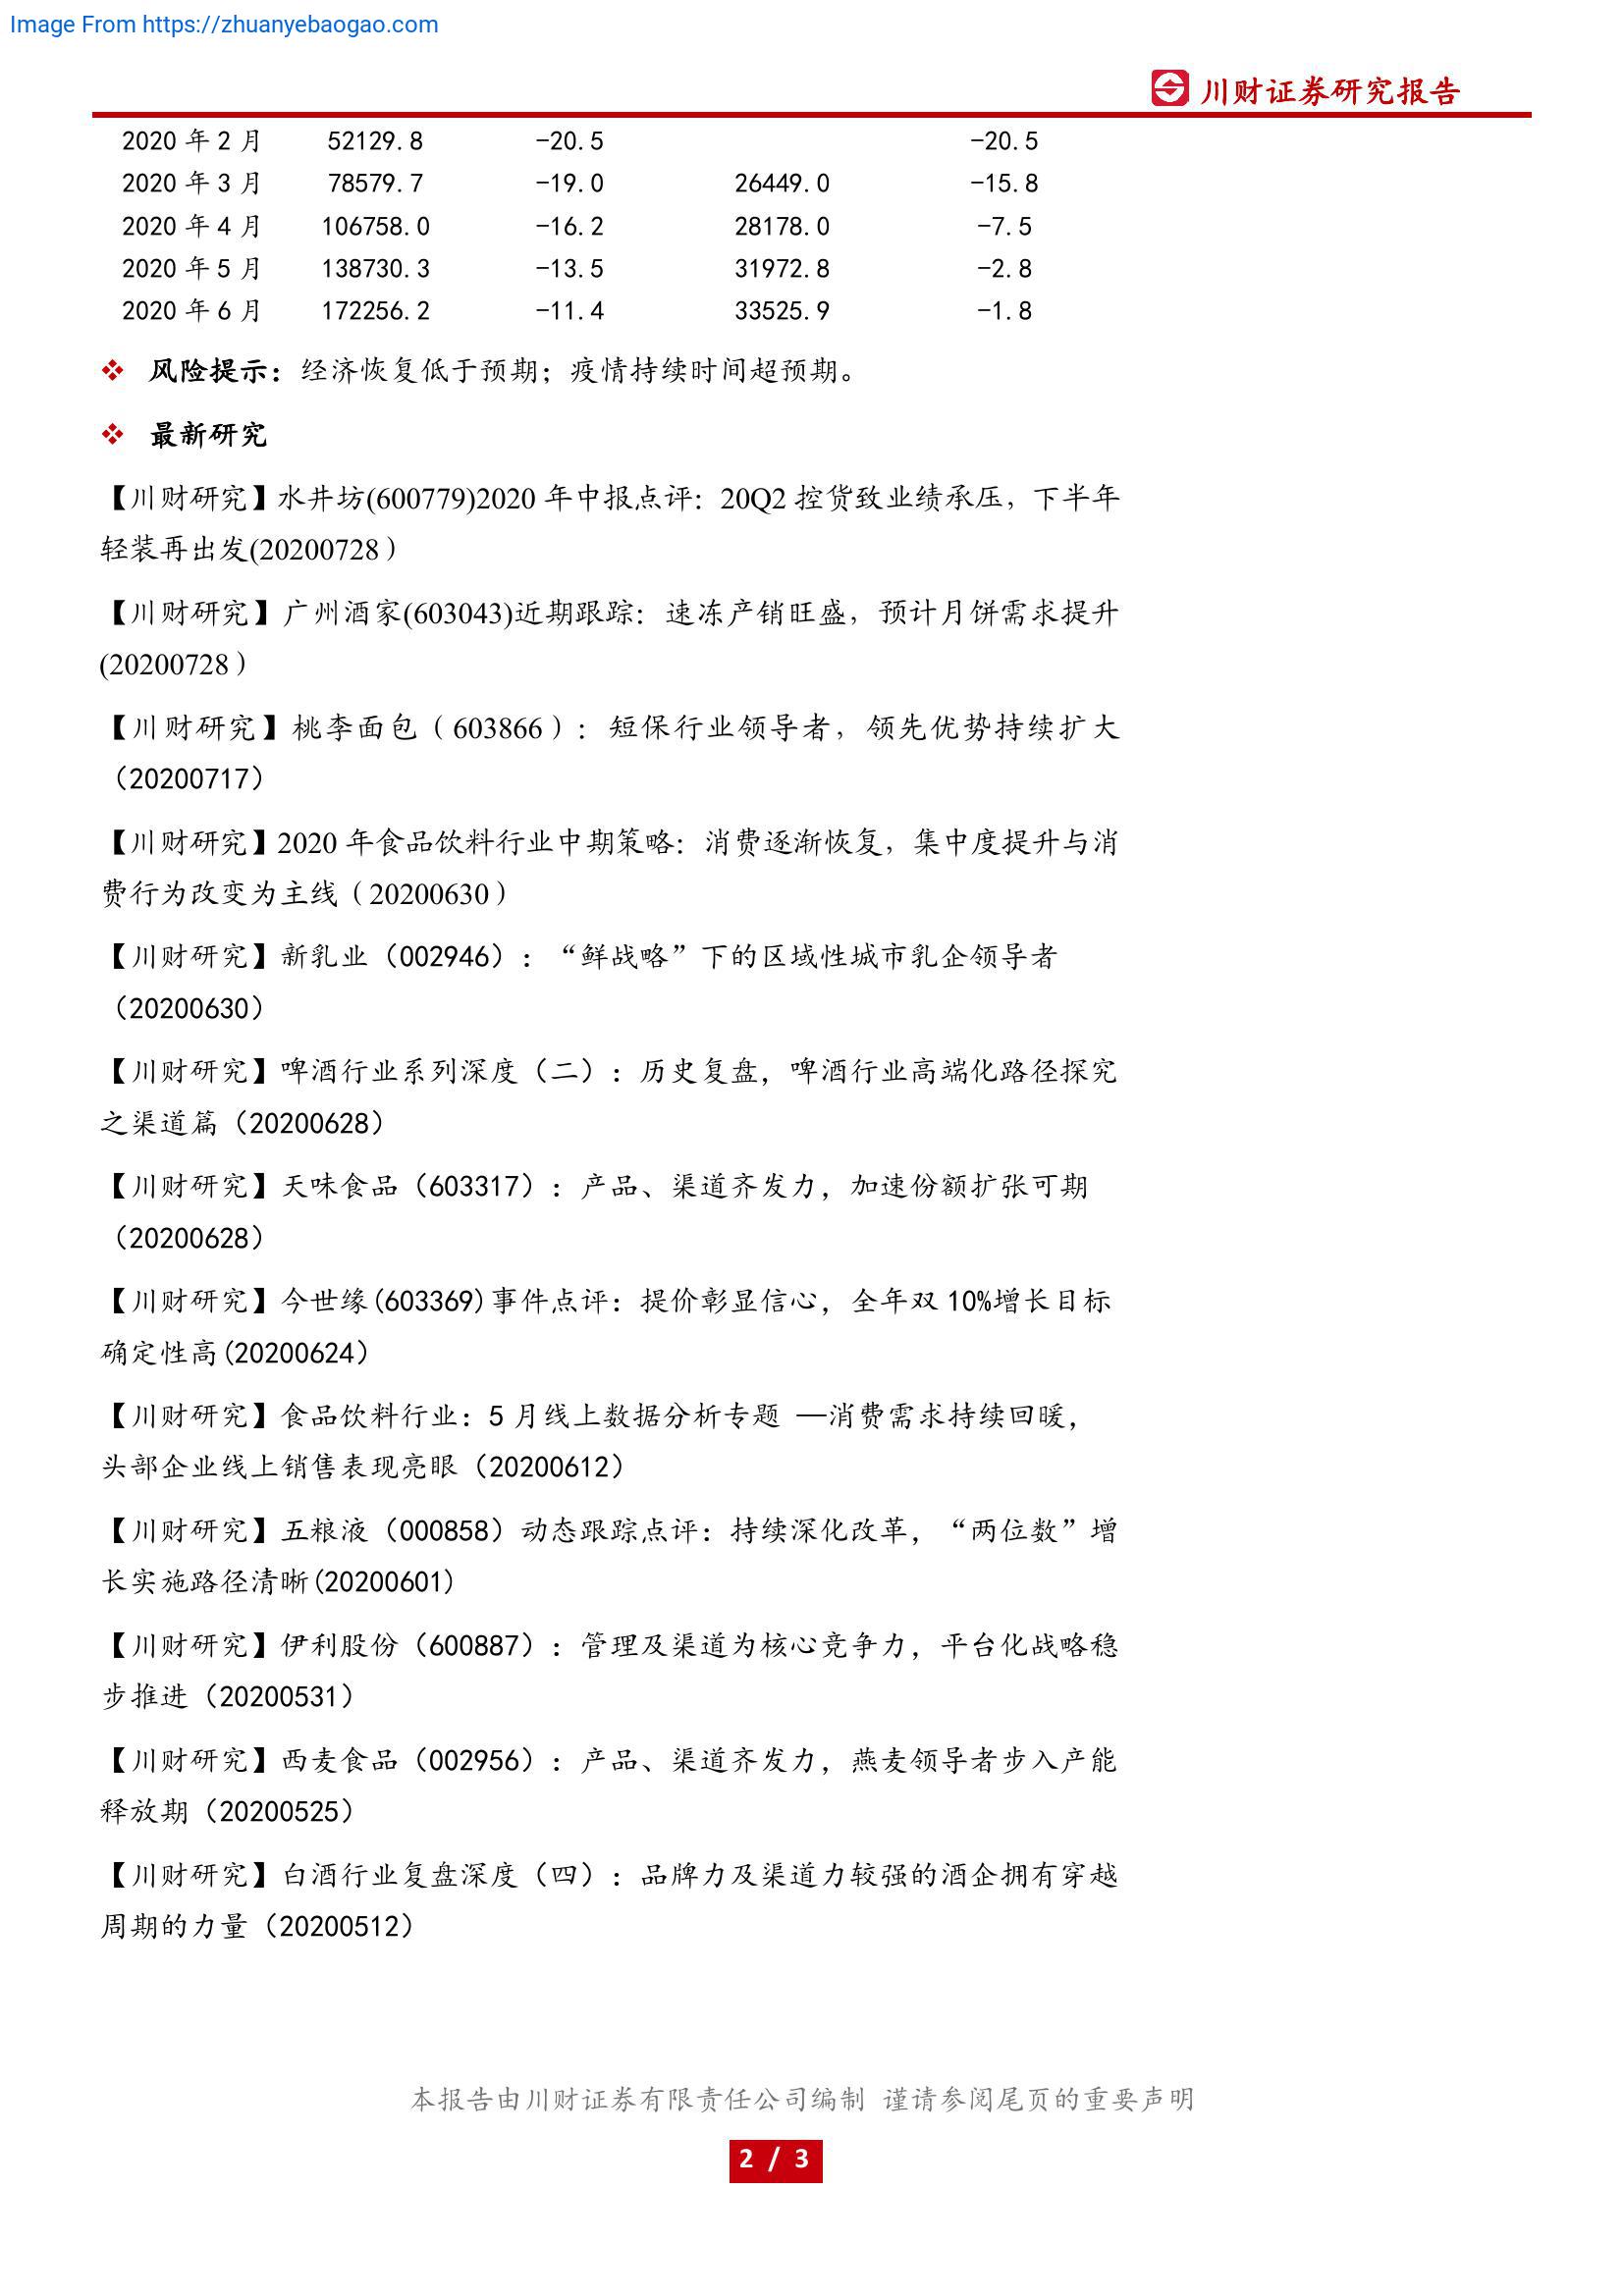 Image From https://zhuanyebaogao.com
川财证券研究报告
2020 年 2 月 52129.8 -20.5 -20.5
2020 年 3 月 78579.7 -19.0 26449.0 -15.8
2020 年 4 月 106758.0 -16.2 28178.0 -7.5
2020 年 5 月 138730.3 -13.5 31972.8 -2.8
2020 年 6 月 172256.2 -11.4 33525.9 -1.8
❖ 风险提示：经济恢复低于预期；疫情持续时间超预期。
❖ 最新研究
【川财研究】水井坊(600779)2020 年中报点评：20Q2 控货致业绩承压，下半年
轻装再出发(20200728）
【川财研究】广州酒家(603043)近期跟踪：速冻产销旺盛，预计月饼需求提升
(20200728）
【川财研究】桃李面包（603866）：短保行业领导者，领先优势持续扩大
（20200717）
【川财研究】2020 年食品饮料行业中期策略：消费逐渐恢复，集中度提升与消
费行为改变为主线（20200630）
【川财研究】新乳业（002946）：“鲜战略”下的区域性城市乳企领导者
（20200630）
【川财研究】啤酒行业系列深度（二）：历史复盘，啤酒行业高端化路径探究
之渠道篇（20200628）
【川财研究】天味食品（603317）：产品、渠道齐发力，加速份额扩张可期
（20200628）
【川财研究】今世缘(603369)事件点评：提价彰显信心，全年双 10%增长目标
确定性高(20200624）
【川财研究】食品饮料行业：5 月线上数据分析专题 —消费需求持续回暖，
头部企业线上销售表现亮眼（20200612）
【川财研究】五粮液（000858）动态跟踪点评：持续深化改革，“两位数”增
长实施路径清晰(20200601)
【川财研究】伊利股份（600887）：管理及渠道为核心竞争力，平台化战略稳
步推进（20200531）
【川财研究】西麦食品（002956）：产品、渠道齐发力，燕麦领导者步入产能
释放期（20200525）
【川财研究】白酒行业复盘深度（四）：品牌力及渠道力较强的酒企拥有穿越
周期的力量（20200512）
本报告由川财证券有限责任公司编制 谨请参阅尾页的重要声明
2 / 3